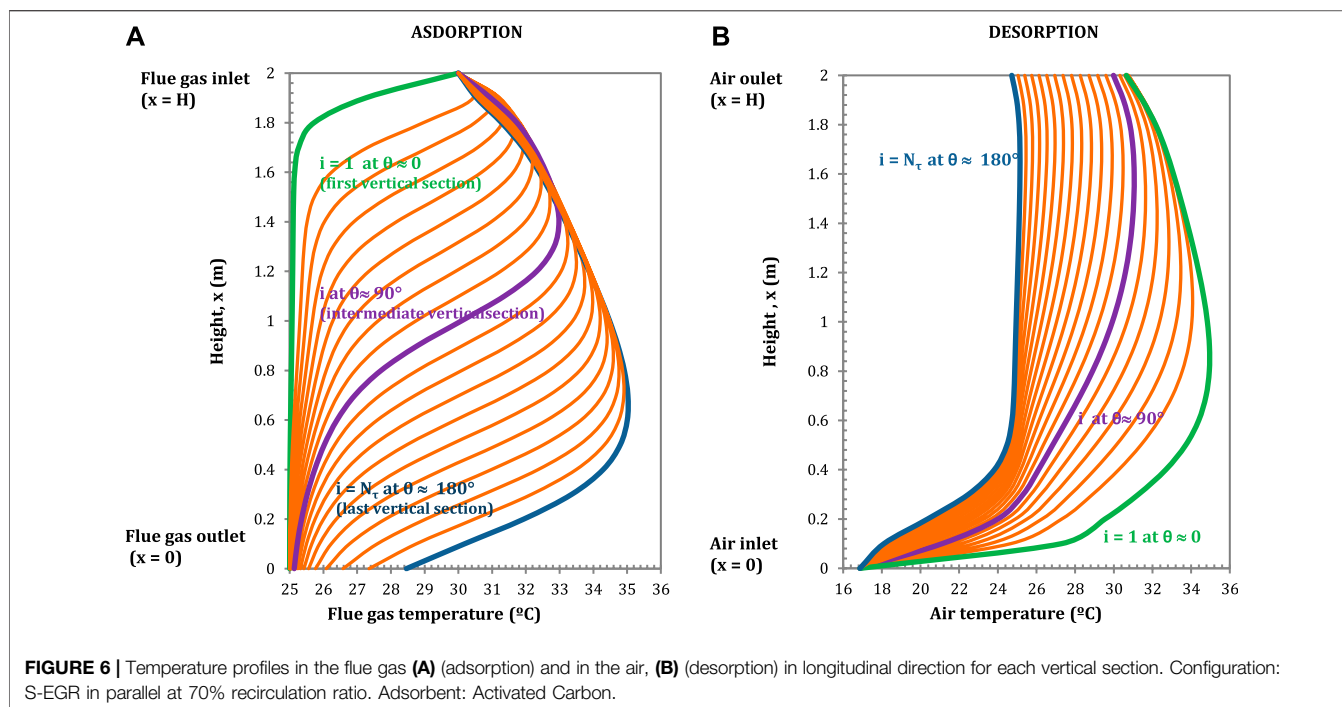 A
ASDORPTION
Flue gas inlet
(x = H)
2
1.8
1.6
1.4
1.2
1
0.8
0.6
0.4
0.2
0
Height, x (m)
i = 1 at θ ≈ 0
(first vertical section)
i at θ≈ 90°
(intermediate verticalsection)
i = Nτ at θ ≈ 180°
(last vertical section)
Flue gas outlet
(x = 0)
25 26 27 28 29 30 31 32 33 34 35 36
Flue gas temperature (ºC)
B
DESORPTION
Air oulet
(x = H)
2
1.8
1.6
1.4
1.2
1
0.8
0.6
0.4
0.2
0
Height , x (m)
i = Nτ at θ ≈ 180°
i at θ≈ 90°
i = 1 at θ ≈ 0
Air inlet
(x = 0)
16 18 20 22 24 26 28 30 32 34 36
Air temperature (ºC)
FIGURE 6 | Temperature profiles in the flue gas (A) (adsorption) and in the air, (B) (desorption) in longitudinal direction for each vertical section. Configuration:
S-EGR in parallel at 70% recirculation ratio. Adsorbent: Activated Carbon.